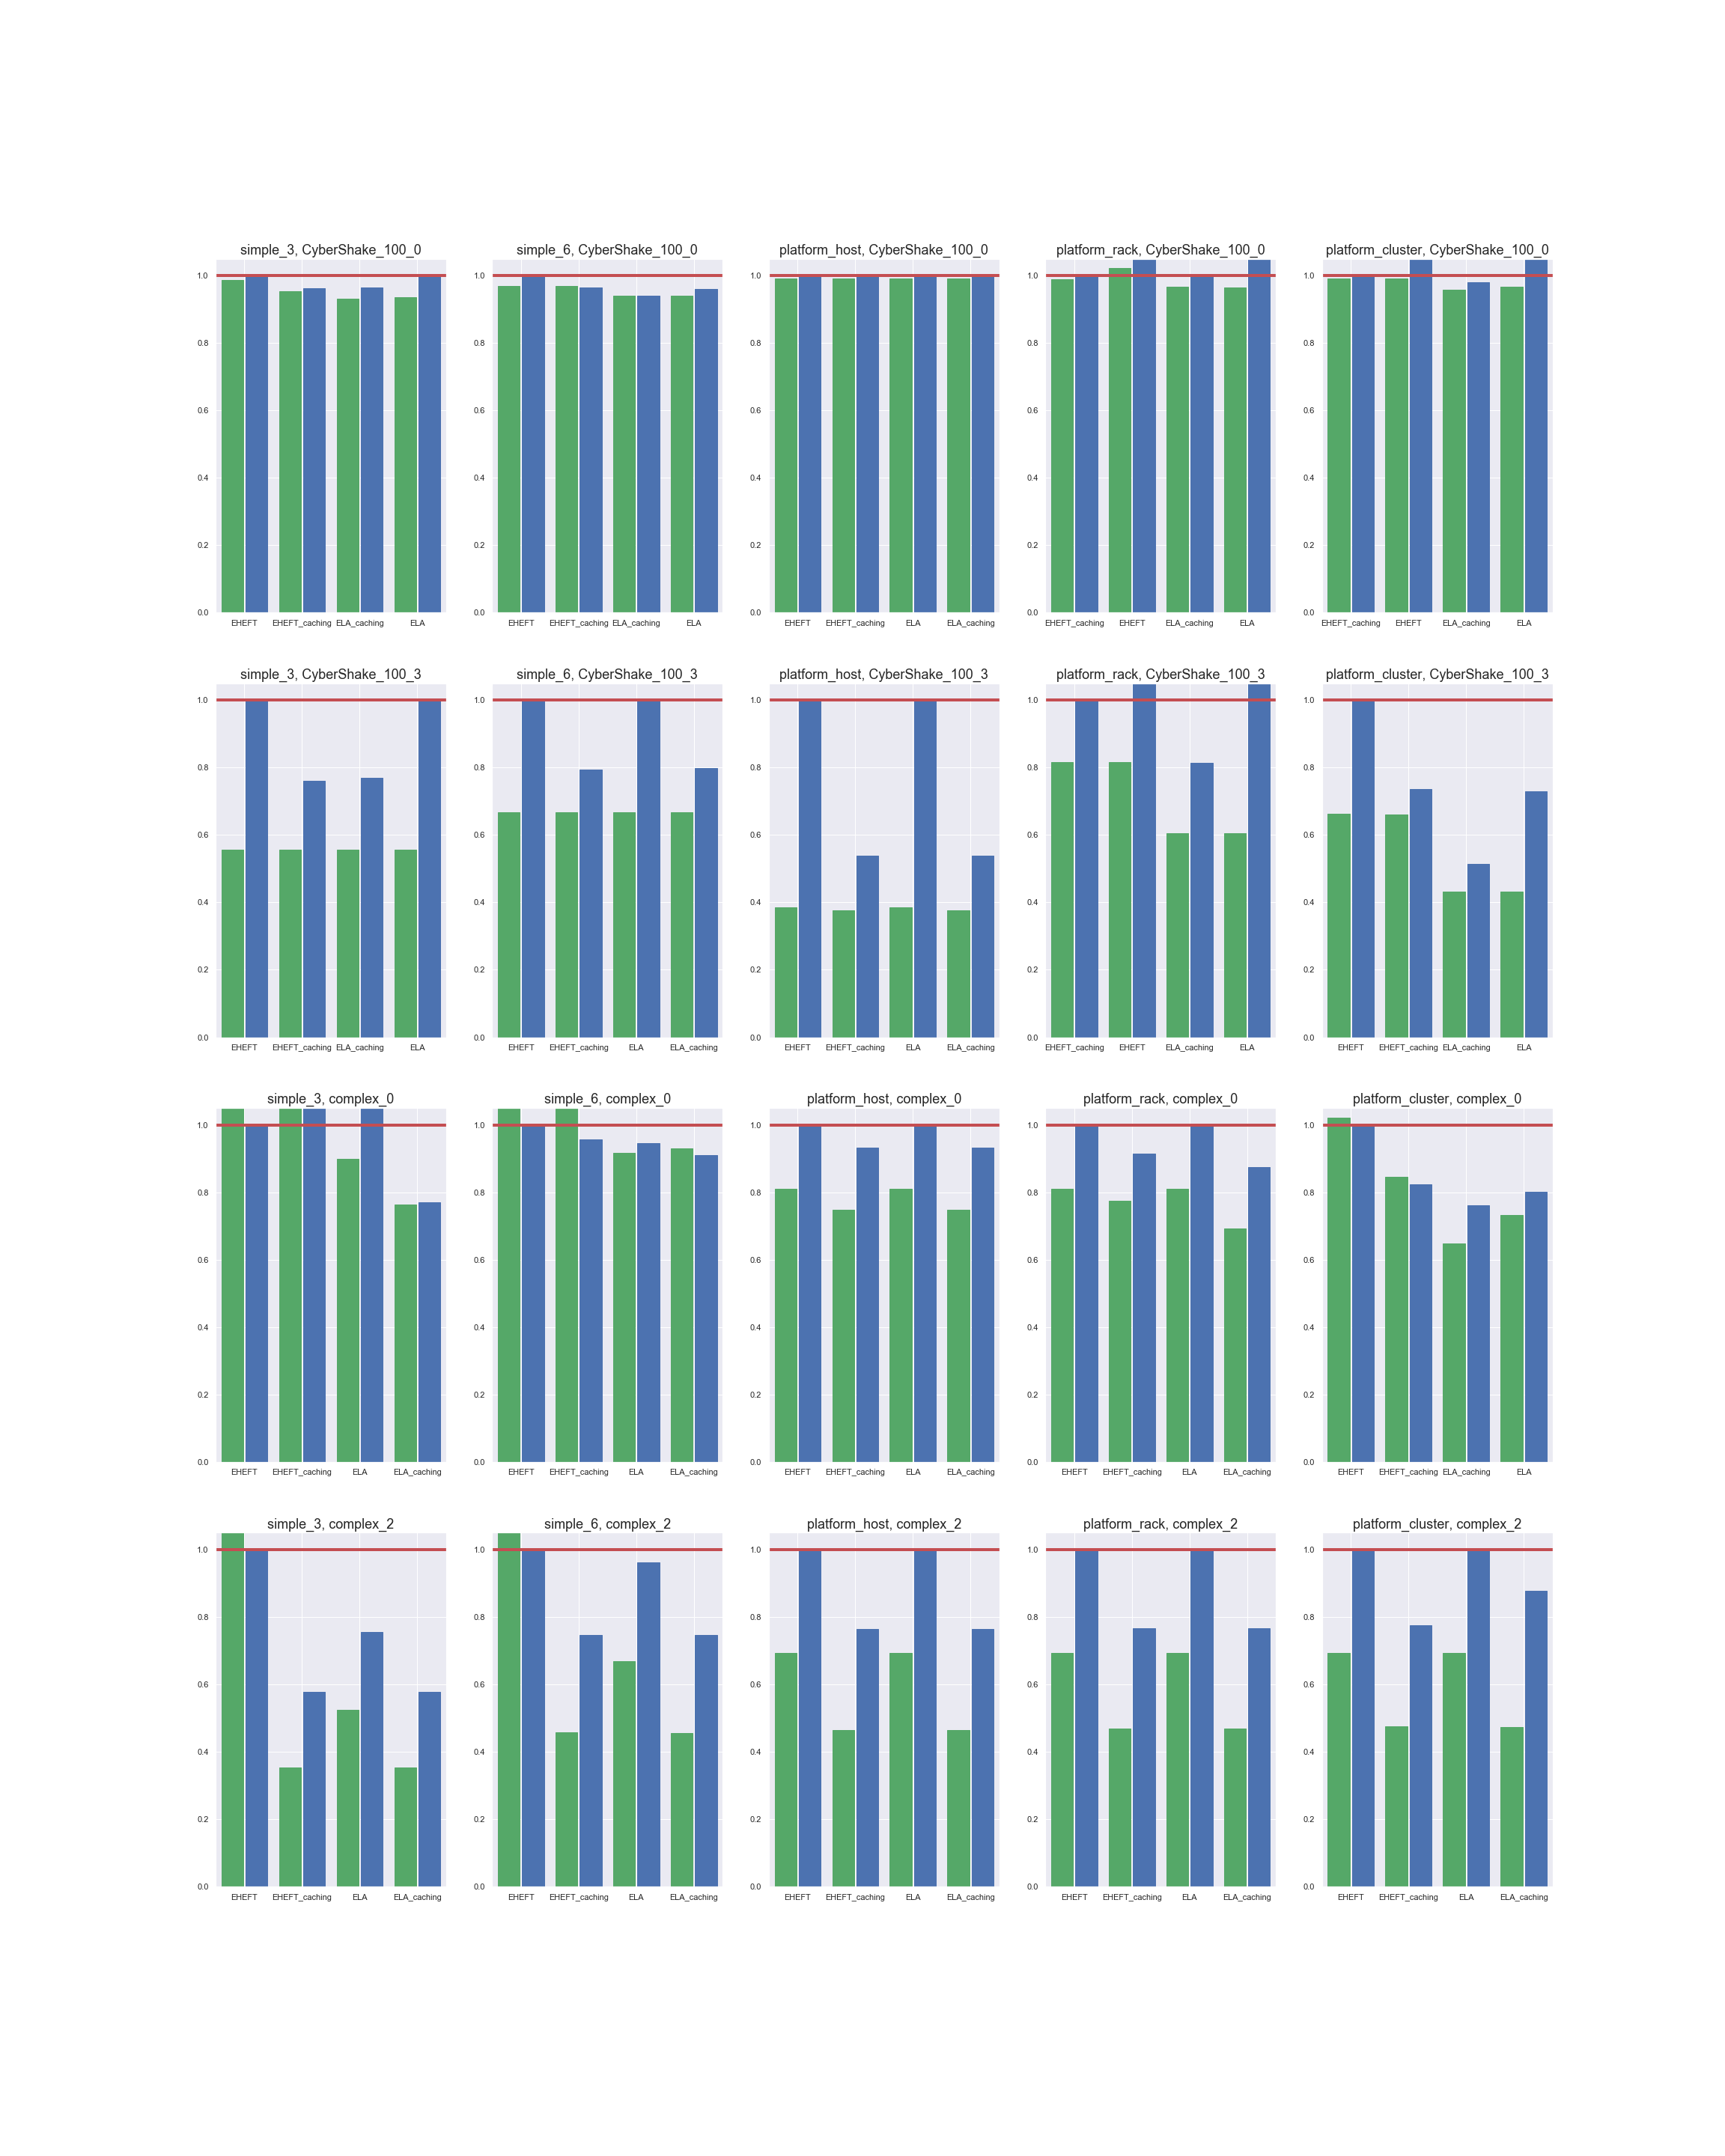 simple_3, CyberShake_100_0
simple_6, CyberShake_100_0
platform_host, CyberShake_100_0
platform_rack, CyberShake_100_0
platform_cluster, CyberShake_100_0
1.0 1.0 1.0 1.0 1.0
0.8 0.8 0.8 0.8 0.8
0.6 0.6 0.6 0.6 0.6
0.4 0.4 0.4 0.4 0.4
0.2 0.2 0.2 0.2 0.2
0.0 0.0 0.0 0.0 0.0
EHEFT EHEFT_caching ELA_caching ELA
EHEFT EHEFT_caching ELA_caching ELA
EHEFT EHEFT_caching ELA ELA_caching
EHEFT_caching EHEFT ELA_caching ELA
EHEFT_caching EHEFT ELA_caching ELA
simple_3, CyberShake_100_3
simple_6, CyberShake_100_3
platform_host, CyberShake_100_3
platform_rack, CyberShake_100_3
platform_cluster, CyberShake_100_3
1.0 1.0 1.0 1.0 1.0
0.8 0.8 0.8 0.8 0.8
0.6 0.6 0.6 0.6 0.6
0.4 0.4 0.4 0.4 0.4
0.2 0.2 0.2 0.2 0.2
0.0 0.0 0.0 0.0 0.0
EHEFT EHEFT_caching ELA_caching ELA
EHEFT EHEFT_caching ELA ELA_caching
EHEFT EHEFT_caching ELA ELA_caching
EHEFT_caching EHEFT ELA_caching ELA
EHEFT EHEFT_caching ELA_caching ELA
simple_3, complex_0
simple_6, complex_0
platform_host, complex_0
platform_rack, complex_0
platform_cluster, complex_0
1.0 1.0 1.0 1.0 1.0
0.8 0.8 0.8 0.8 0.8
0.6 0.6 0.6 0.6 0.6
0.4 0.4 0.4 0.4 0.4
0.2 0.2 0.2 0.2 0.2
0.0 0.0 0.0 0.0 0.0
EHEFT EHEFT_caching ELA ELA_caching
EHEFT EHEFT_caching ELA ELA_caching
EHEFT EHEFT_caching ELA ELA_caching
EHEFT EHEFT_caching ELA ELA_caching
EHEFT EHEFT_caching ELA_caching ELA
simple_3, complex_2
simple_6, complex_2
platform_host, complex_2
platform_rack, complex_2
platform_cluster, complex_2
1.0 1.0 1.0 1.0 1.0
0.8 0.8 0.8 0.8 0.8
0.6 0.6 0.6 0.6 0.6
0.4 0.4 0.4 0.4 0.4
0.2 0.2 0.2 0.2 0.2
0.0 0.0 0.0 0.0 0.0
EHEFT EHEFT_caching ELA ELA_caching
EHEFT EHEFT_caching ELA ELA_caching
EHEFT EHEFT_caching ELA ELA_caching
EHEFT EHEFT_caching ELA ELA_caching
EHEFT EHEFT_caching ELA ELA_caching